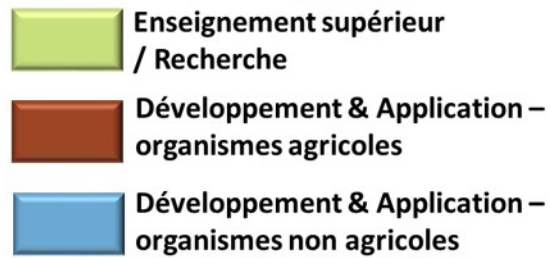 Enseignement supérieur
/ Recherche
Développement & Application –
organismes agricoles
Développement & Application –
organismes non agricoles